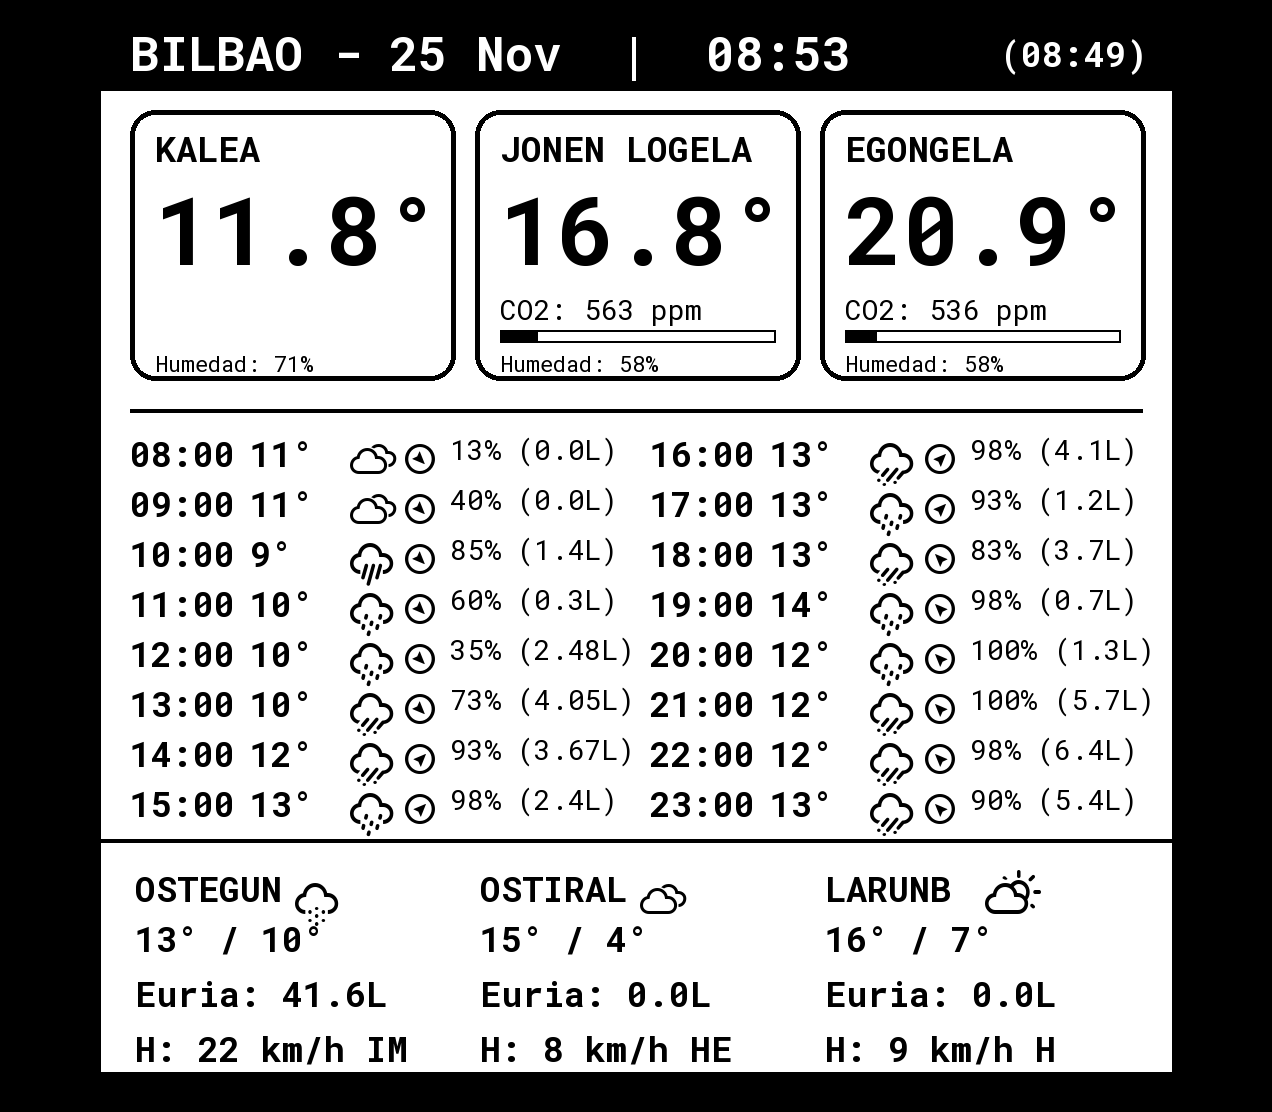 BILBAO - 25 Nov | 08:53 (08:49)
KALEA
11.8°
Humedad: 71%
JONEN LOGELA
16.8°
CO2: 563 ppm
Humedad: 58%
EGONGELA
20.9°
CO2: 536 ppm
Humedad: 58%
08:00 11° 13% (0.0L)
09:00 11° 40% (0.0L)
10:00 9° 85% (1.4L)
11:00 10° 60% (0.3L)
12:00 10° 35% (2.48L)
13:00 10° 73% (4.05L)
14:00 12° 93% (3.67L)
15:00 13° 98% (2.4L)
16:00 13° 98% (4.1L)
17:00 13° 93% (1.2L)
18:00 13° 83% (3.7L)
19:00 14° 98% (0.7L)
20:00 12° 100% (1.3L)
21:00 12° 100% (5.7L)
22:00 12° 98% (6.4L)
23:00 13° 90% (5.4L)
OSTEGUN
13° / 10°
Euria: 41.6L
H: 22 km/h IM
OSTIRAL
15° / 4°
Euria: 0.0L
H: 8 km/h HE
LARUNB
16° / 7°
Euria: 0.0L
H: 9 km/h H